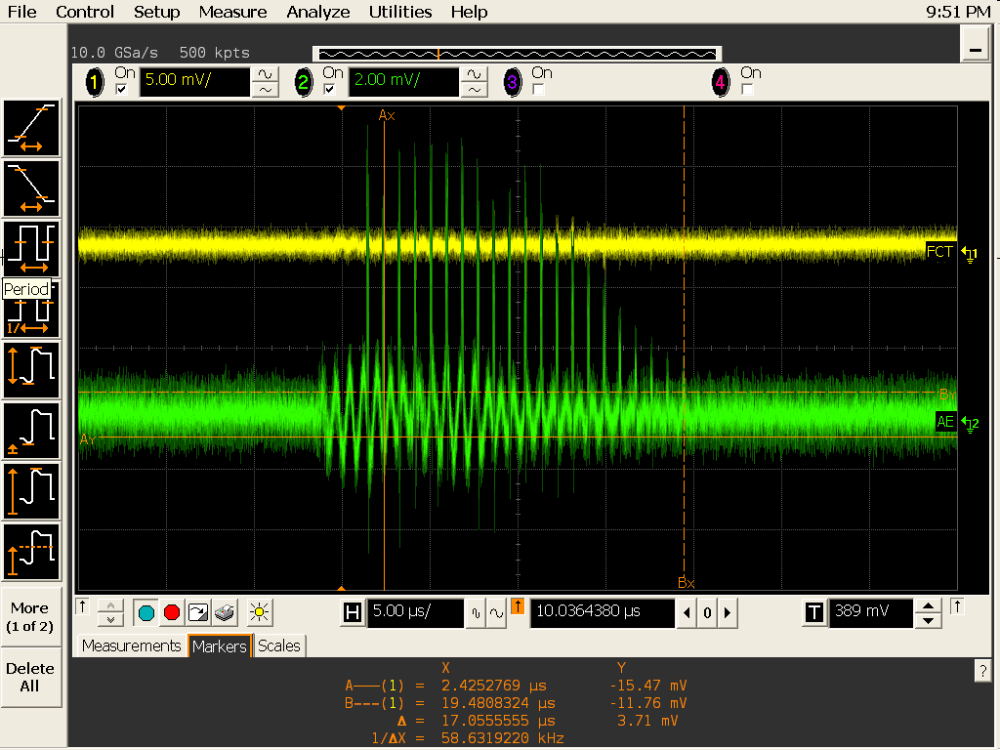 File Control Setup Measure Analyze Utilities Help 9:51 PM
10.0 GSa/s 500 kpts
1 On 5.00 mV/ 2 On 2.00 mV/ 3 On 4 On
Ax
FCT 1
Period
1/
By
AE 2
Ay
Bx
More
(1 of 2)
H 5.00 µs/ 10.0364380 µs 0 T 389 mV
Measurements Markers Scales
Delete
All
?
X Y
A——(1) = 2.4252769 µs -15.47 mV
B---(1) = 19.4808324 µs -11.76 mV
Δ = 17.0555555 µs 3.71 mV
1/ΔX = 58.6319220 kHz